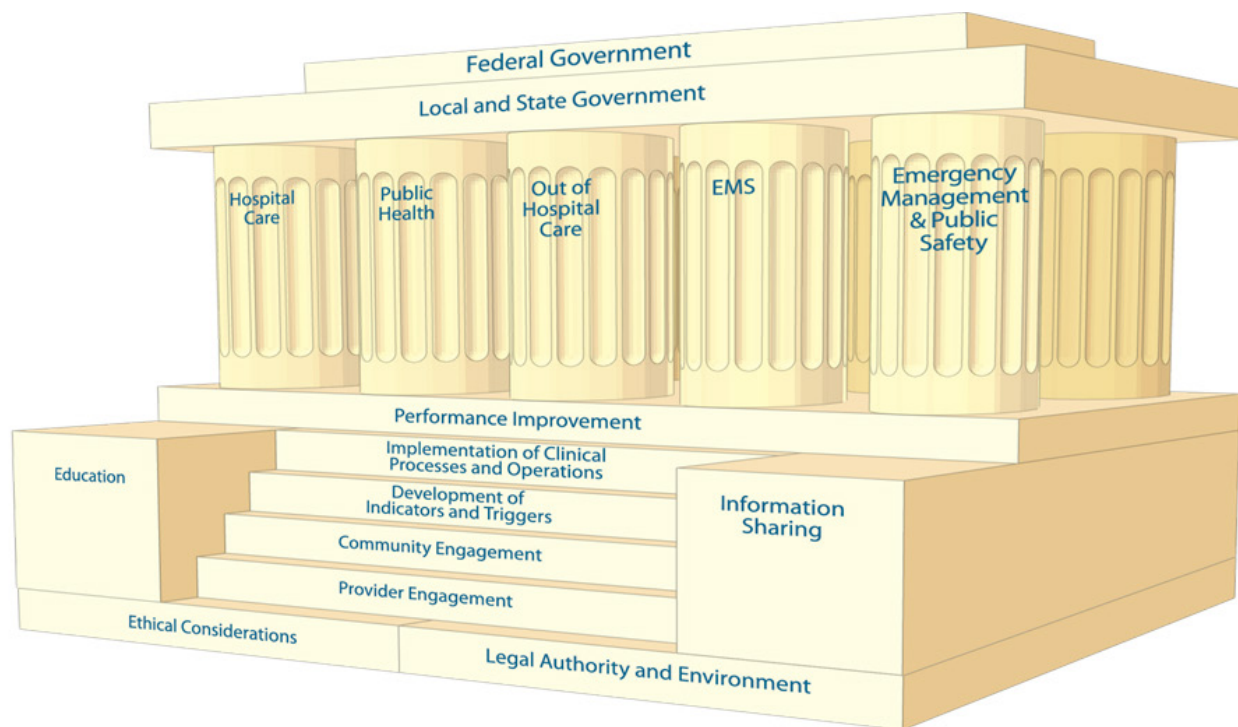 Federal Government
Local and State Government
Hospital
Care
Public
Health
Out of
Hospital
Care
EMS
Emergency
Management
& Public
Safety
Performance Improvement
Education
Implementation of Clinical
Processes and Operations
Development of
Indicators and Triggers
Community Engagement
Provider Engagement
Information
Sharing
Ethical Considerations
Legal Authority and Environment